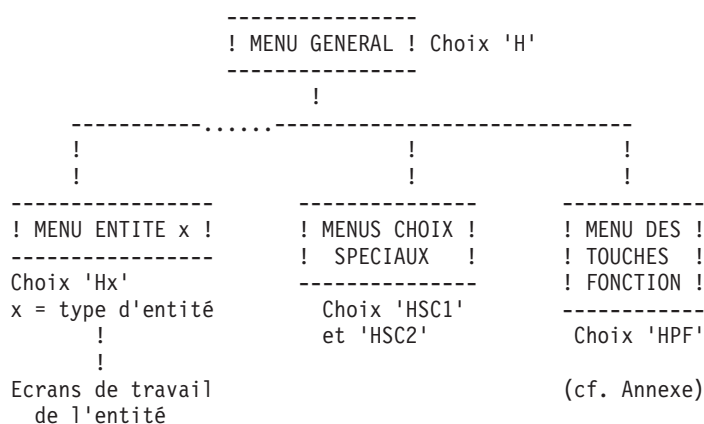 ----------------
! MENU GENERAL ! Choix 'H'
----------------
!
-----------......------------------------------
! ! !
! ! !
----------------- --------------- ------------
! MENU ENTITE x ! ! MENUS CHOIX ! ! MENU DES !
----------------- ! SPECIAUX ! ! TOUCHES !
Choix 'Hx' --------------- ! FONCTION !
x = type d'entité Choix 'HSC1' ------------
! et 'HSC2' Choix 'HPF'
!
Ecrans de travail (cf. Annexe)
de l'entité